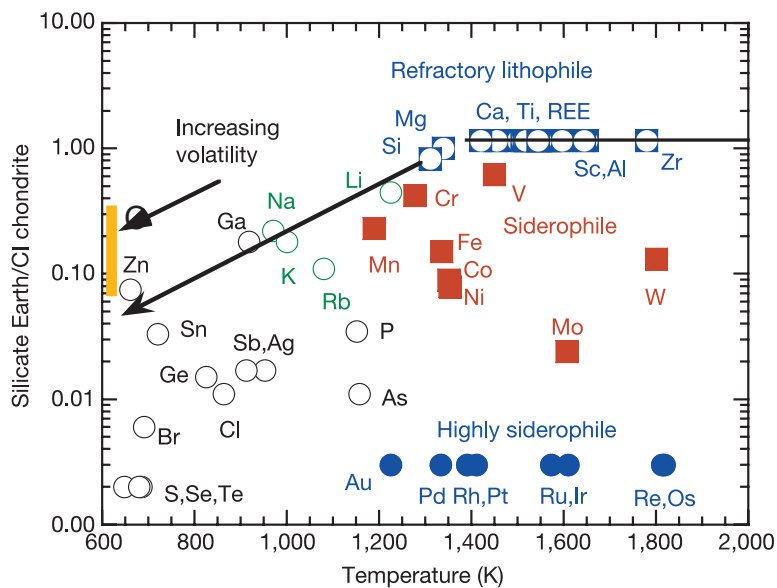 Silicate Earth/CI chondrite
10.00
1.00
0.10
0.01
0.00
Refractory lithophile
Increasing
volatility
Mg
Si
Ca, Ti, REE
Sc,Al
Zr
Li
Na
Ga
K
Rb
Cr
V
Siderophile
Mn
Fe
Co
Ni
W
Mo
O
Zn
Sn
Sb,Ag
Ge
Cl
Br
S,Se,Te
P
As
Highly siderophile
Au
Pd
Rh,Pt
Ru,Ir
Re,Os
600
800
1,000
1,200
1,400
1,600
1,800
2,000
Temperature (K)